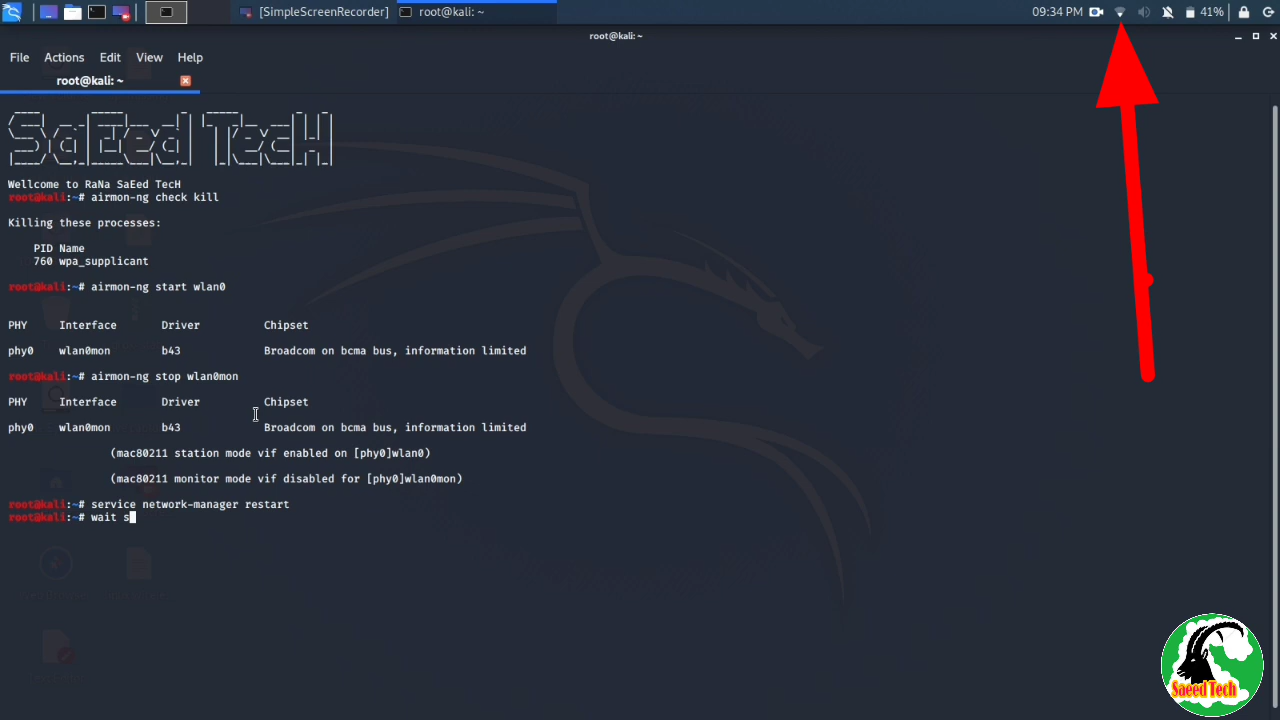 [SimpleScreenRecorder] root@kali: ~ 09:34 PM 41%
root@kali: ~
File Actions Edit View Help
root@kali: ~
SaEed TecH
Wellcome to RaNa SaEed TecH
root@kali:~# airmon-ng check kill
Killing these processes:
PID Name
760 wpa_supplicant
root@kali:~# airmon-ng start wlan0
PHY Interface Driver Chipset
phy0 wlan0mon b43 Broadcom on bcma bus, information limited
root@kali:~# airmon-ng stop wlan0mon
PHY Interface Driver Chipset
phy0 wlan0mon b43 Broadcom on bcma bus, information limited
(mac80211 station mode vif enabled on [phy0]wlan0)
(mac80211 monitor mode vif disabled for [phy0]wlan0mon)
root@kali:~# service network-manager restart
root@kali:~# wait s
Saeed Tech